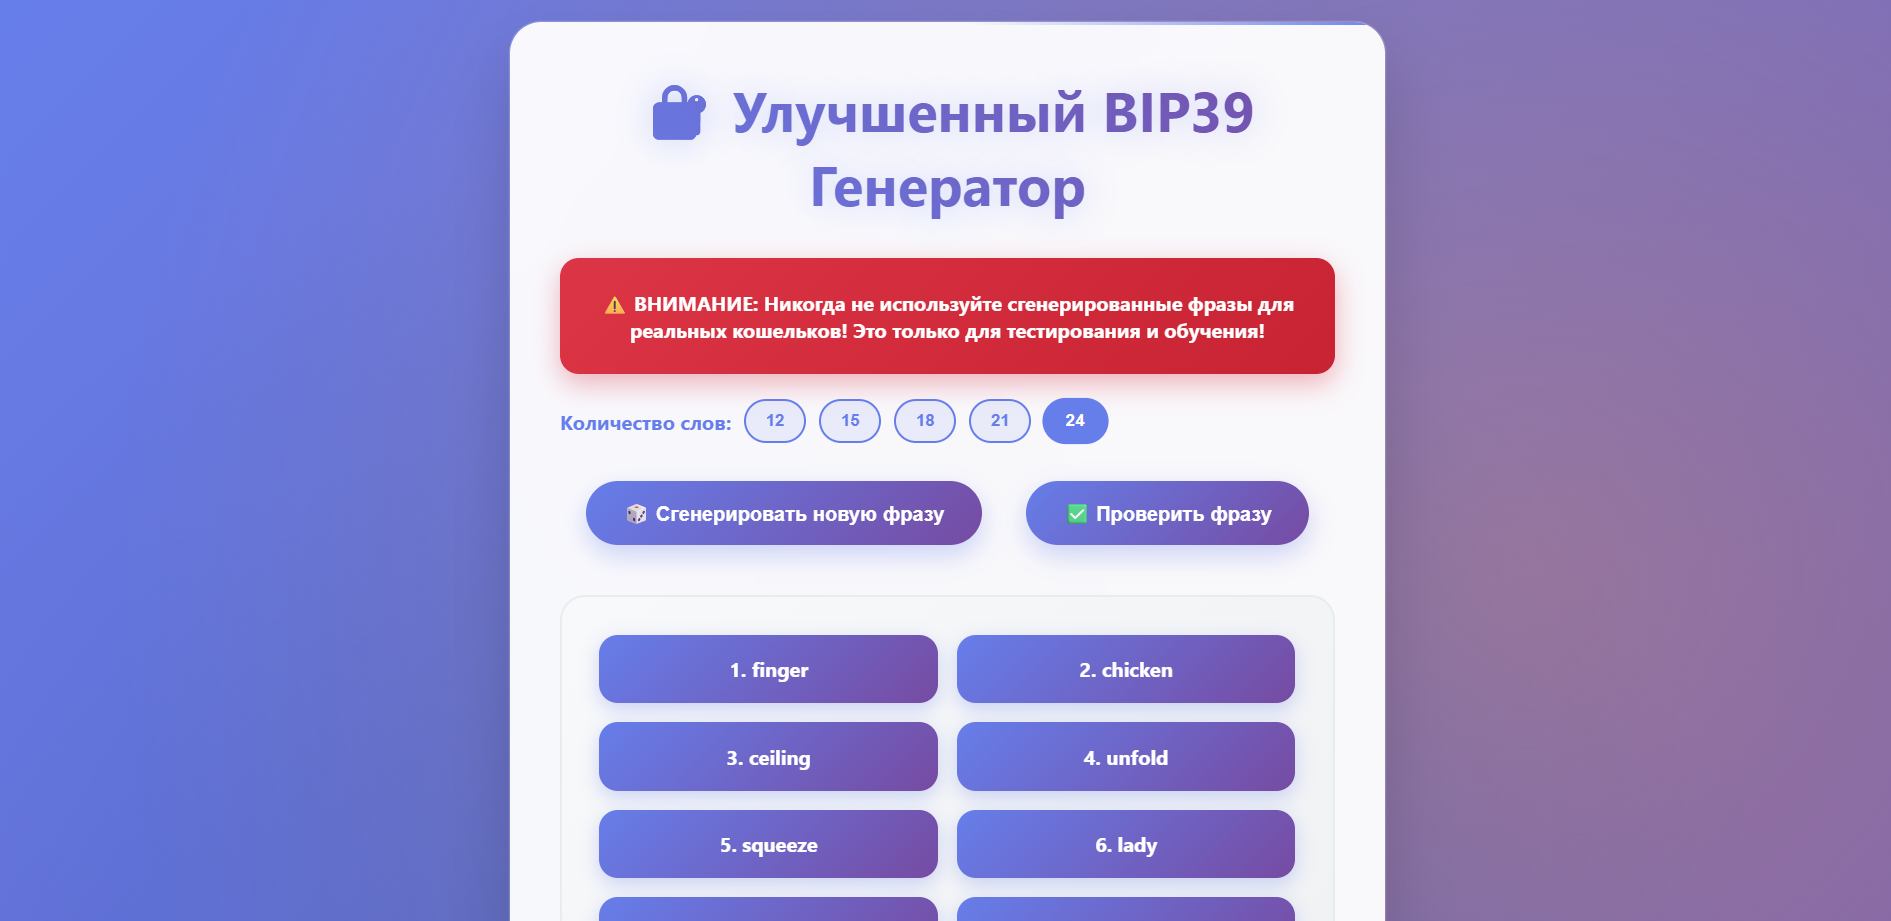 Улучшенный BIP39
Генератор
ВНИМАНИЕ: Никогда не используйте сгенерированные фразы для
реальных кошельков! Это только для тестирования и обучения!
Количество слов: 12 15 18 21 24
Сгенерировать новую фразу Проверить фразу
1. finger 2. chicken
3. ceiling 4. unfold
5. squeeze 6. lady